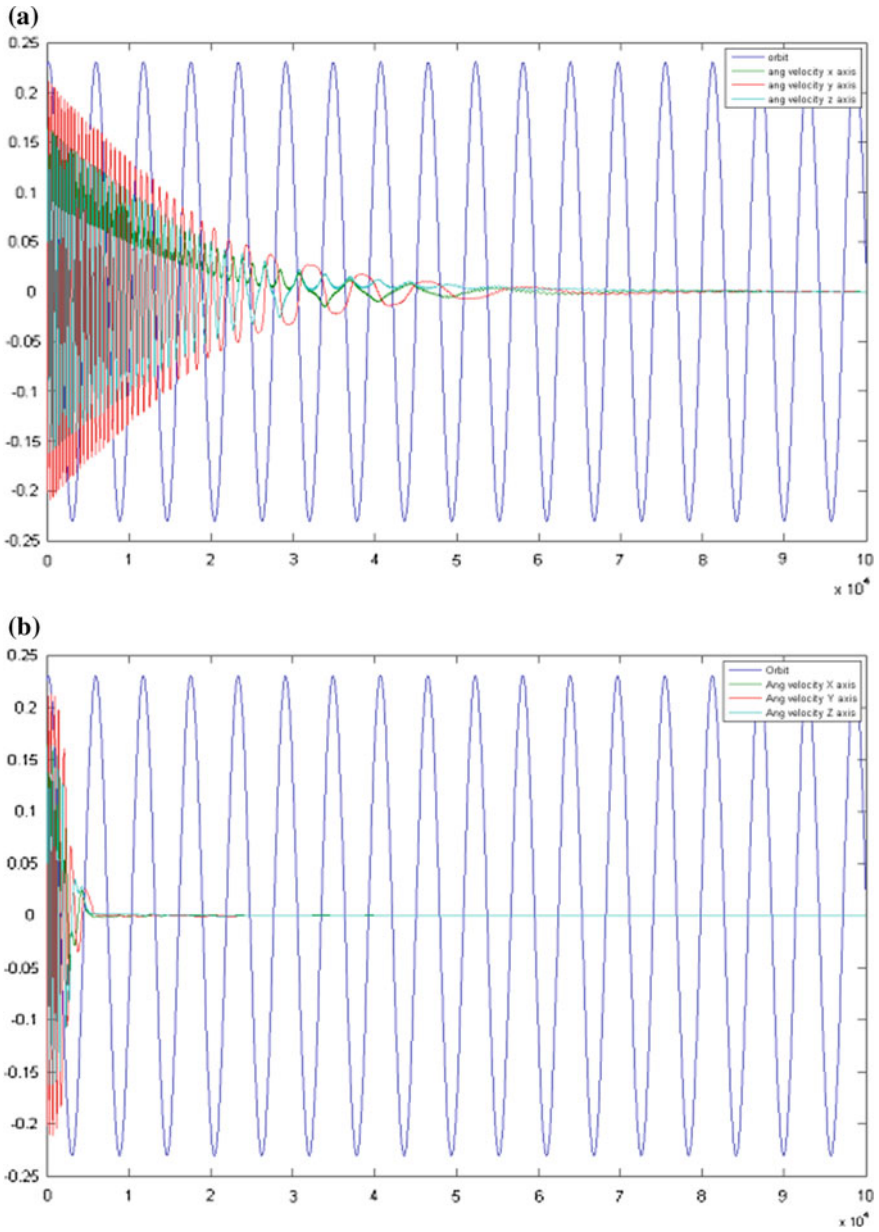 (a)
0.25
0.2
0.15
0.1
0.05
0
-0.05
-0.1
-0.15
-0.2
-0.25
orbit
ang velocity x axis
ang velocity y axis
ang velocity z axis
0 1 2 3 4 5 6 7 8 9 10
x 10⁴
(b)
0.25
0.2
0.15
0.1
0.05
0
-0.05
-0.1
-0.15
-0.2
-0.25
Orbit
Ang velocity X axis
Ang velocity Y axis
Ang velocity Z axis
0 1 2 3 4 5 6 7 8 9 10
x 10⁴